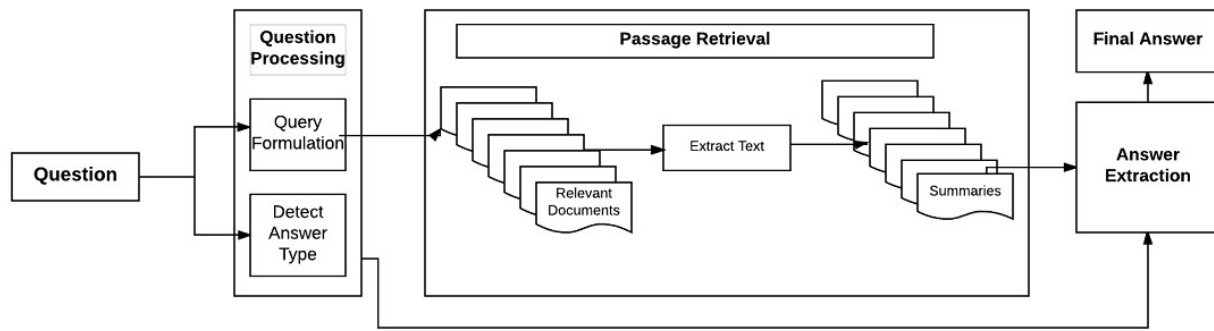 Question
Question
Processing
Query
Formulation
Detect
Answer
Type
Passage Retrieval
Relevant
Documents
Extract Text
Summaries
Final Answer
Answer
Extraction